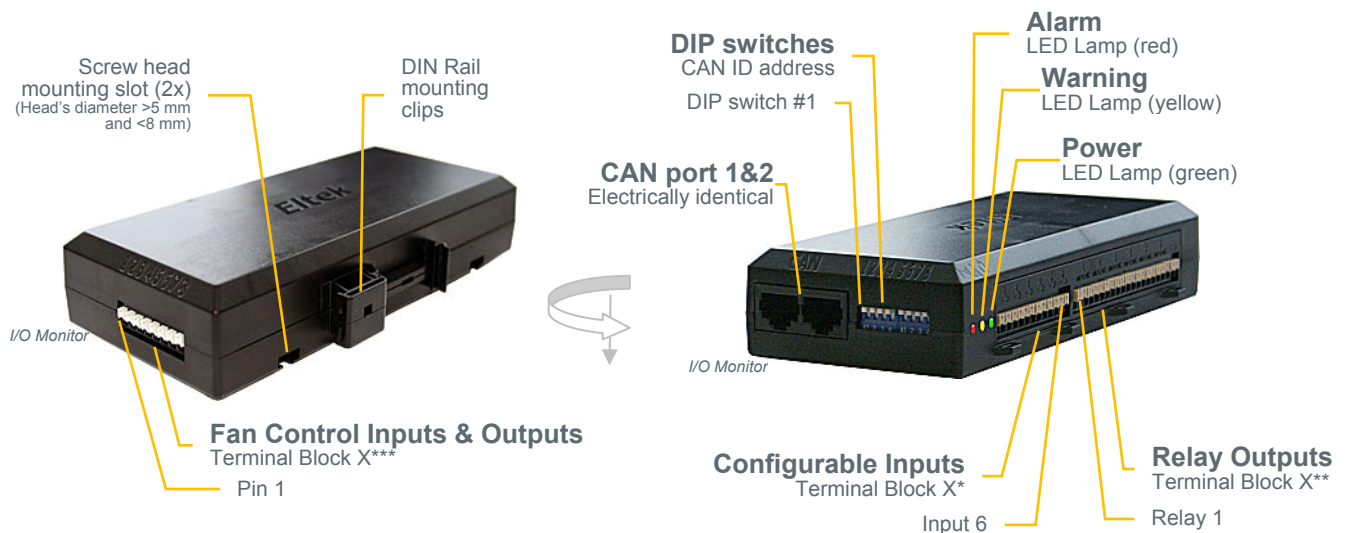 Screw head
mounting slot (2x)
(Head's diameter >5 mm
and <8 mm)
DIN Rail
mounting
clips
Eltek
12345678
I/O Monitor
Fan Control Inputs & Outputs
Terminal Block X***
Pin 1
DIP switches
CAN ID address
DIP switch #1
CAN port 1&2
Electrically identical
Alarm
LED Lamp (red)
Warning
LED Lamp (yellow)
Power
LED Lamp (green)
CAN
12345678
I/O Monitor
Configurable Inputs
Terminal Block X*
Input 6
Relay Outputs
Terminal Block X**
Relay 1